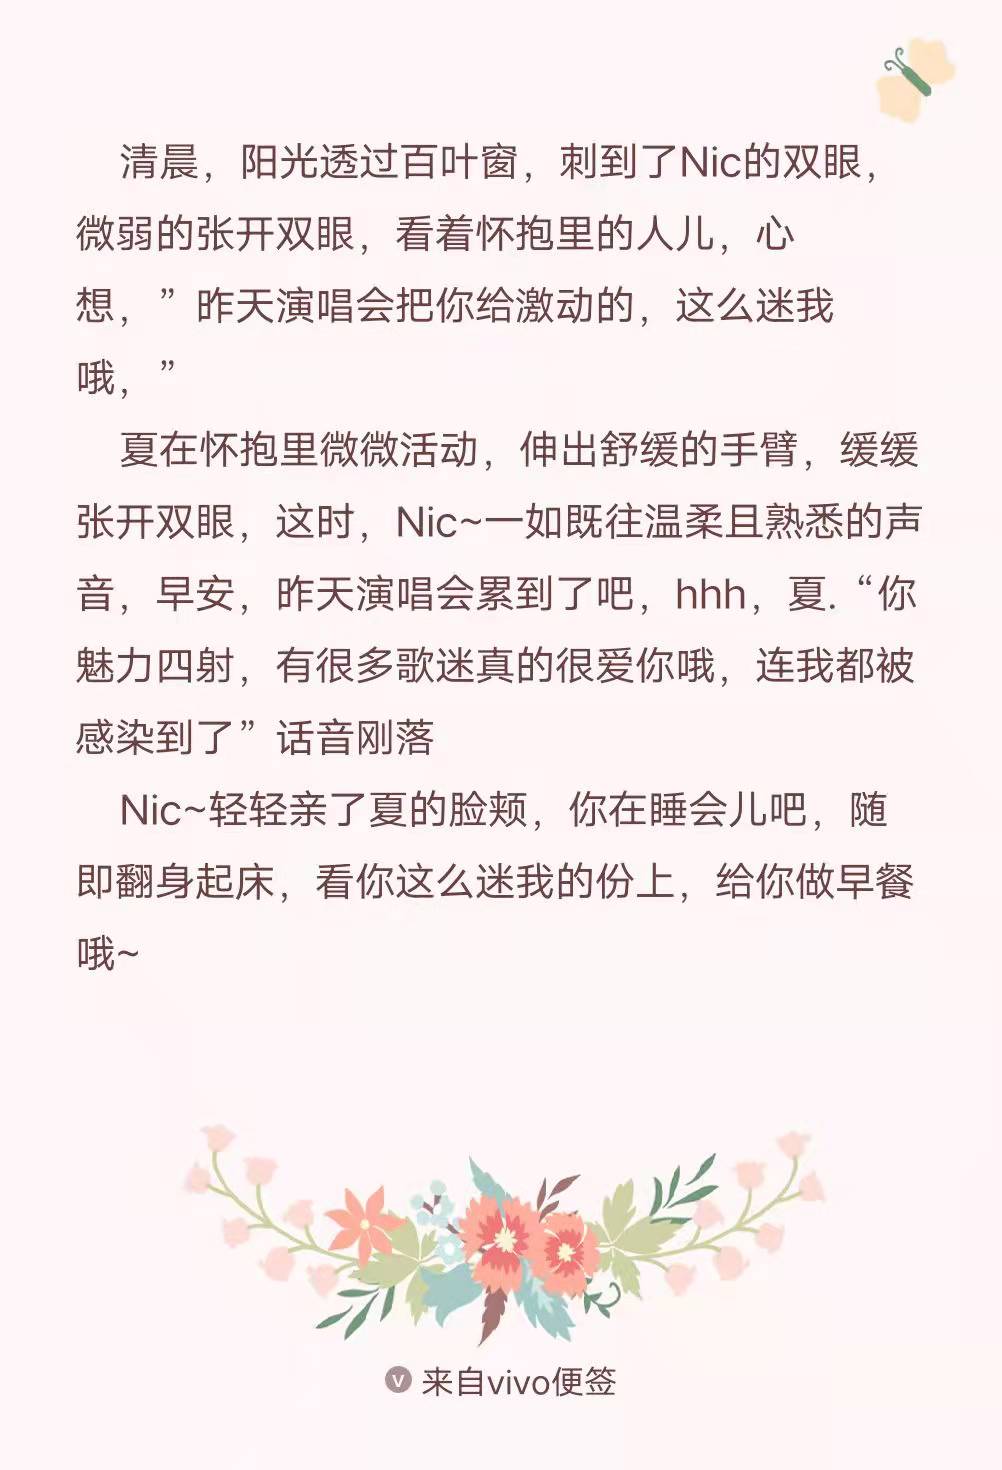 清晨，阳光透过百叶窗，刺到了Nic的双眼，
微弱的张开双眼，看着怀抱里的人儿，心
想，” 昨天演唱会把你给激动的，这么迷我
哦，”
夏在怀抱里微微活动，伸出舒缓的手臂，缓缓
张开双眼，这时，Nic~一如既往温柔且熟悉的声
音，早安，昨天演唱会累到了吧，hhh，夏. “你
魅力四射，有很多歌迷真的很爱你哦，连我都被
感染到了” 话音刚落
Nic~轻轻亲了夏的脸颊，你在睡会儿吧，随
即翻身起床，看你这么迷我的份上，给你做早餐
哦~
v 来自vivo便签